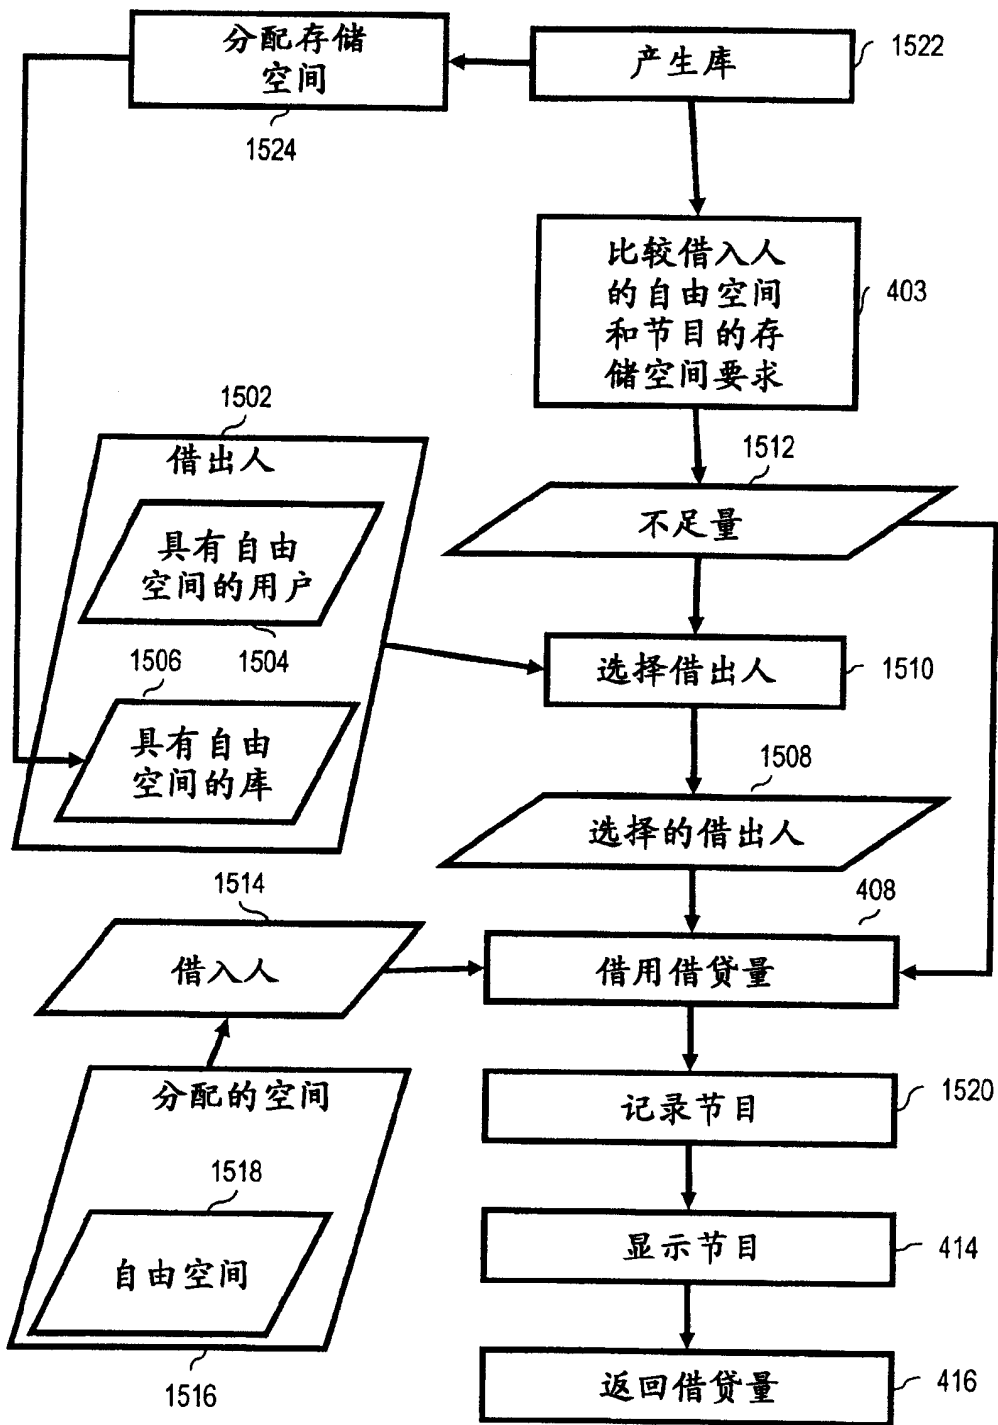 分配存储
空间
1524
产生库
1522
比较借入人
的自由空间
和节目的存
储空间要求
403
1502
借出人
具有自由
空间的用户
1504
1506
具有自由
空间的库
1512
不足量
选择借出人
1510
1508
选择的借出人
1514
借入人
408
借用借贷量
分配的空间
1518
自由空间
1516
记录节目
1520
显示节目
414
返回借贷量
416